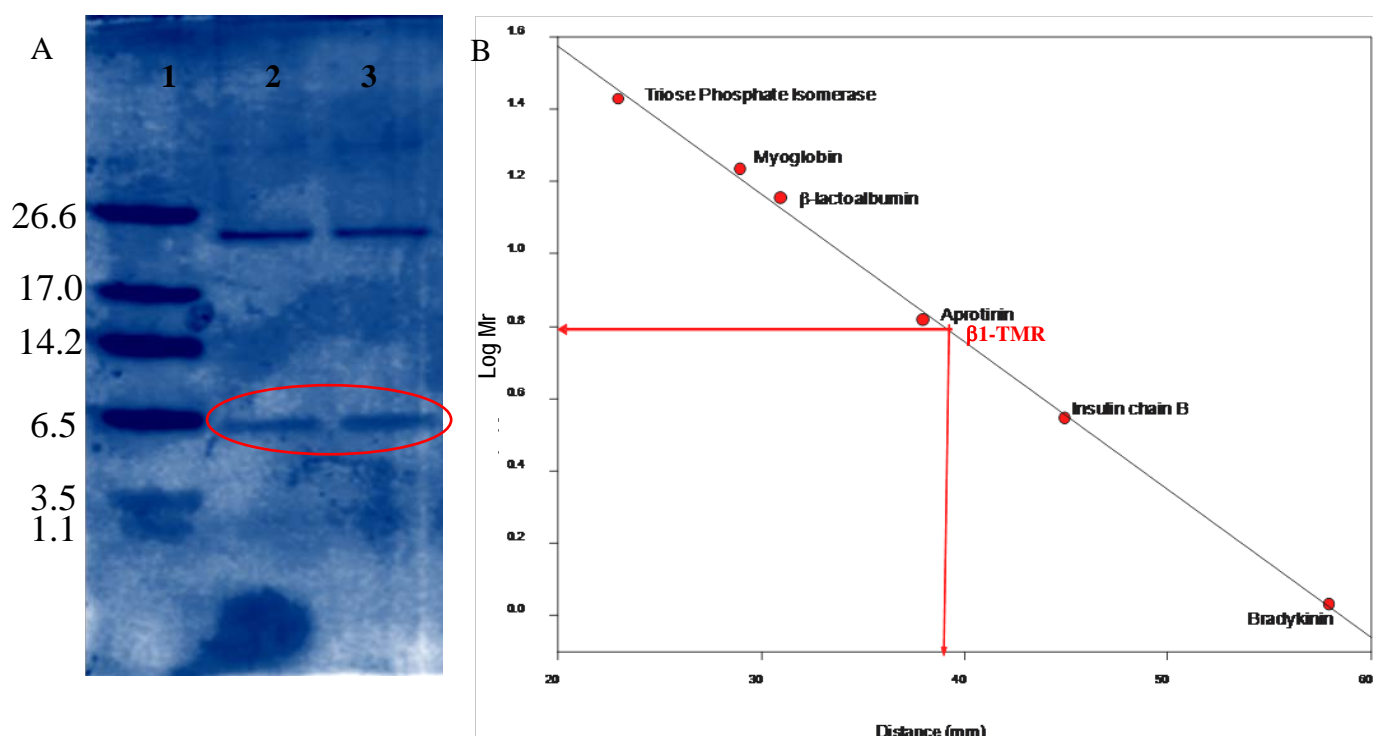 A
1 2 3
26.6
17.0
14.2
6.5
3.5
1.1
B
1.6
1.4
1.2
1.0
0.8
0.6
0.4
0.2
0.0
Log Mr
Triose Phosphate Isomerase
Myoglobin
β-lactoalbumin
Aprotinin
β1-TMR
Insulin chain B
Bradykinin
20 30 40 50 60
Distance (mm)